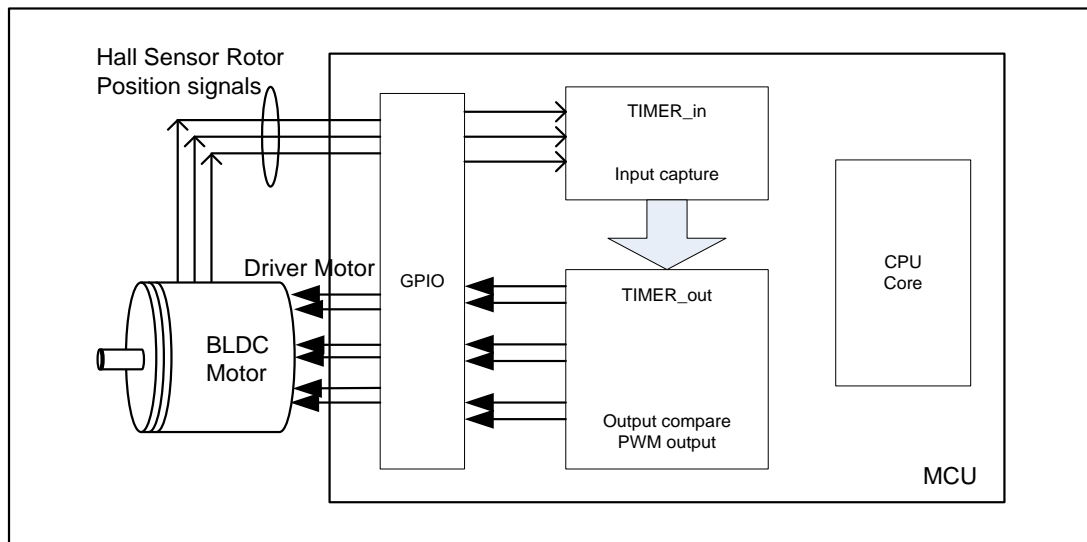 Hall Sensor Rotor
Position signals
TIMER_in
Input capture
Driver Motor
GPIO
TIMER_out
CPU
Core
BLDC
Motor
Output compare
PWM output
MCU